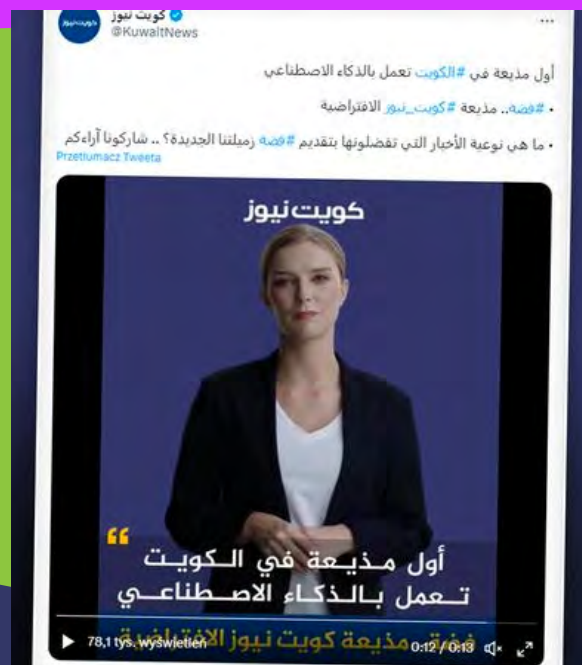 كويت نيوز
@KuwaitNews
أول مذيعة في #الكويت تعمل بالذكاء الاصطناعي
• #فضه.. مذيعة #كويت_نيوز الافتراضية
• ما هي نوعية الأخبار التي تفضلونها بتقديم #فضه زميلتنا الجديدة؟ .. شاركونا آراءكم
Przetłumacz Tweeta
كويت نيوز
أول مذيعة في الكويت
تعمل بالذكاء الاصطناعي
فضة.. مذيعة كويت نيوز الافتراضية
78,1 tys. wyświetleń
0:12 / 0:13